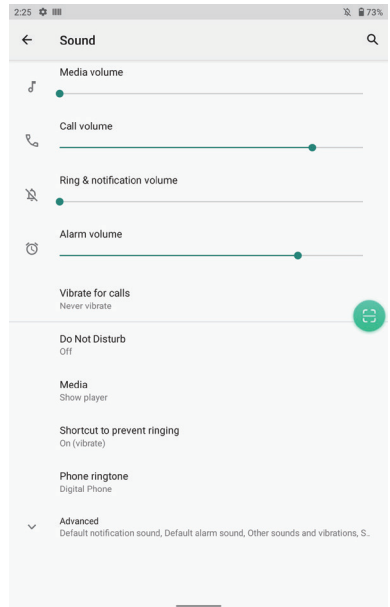 2:25 73%
Sound
Media volume
Call volume
Ring & notification volume
Alarm volume
Vibrate for calls
Never vibrate
Do Not Disturb
Off
Media
Show player
Shortcut to prevent ringing
On (vibrate)
Phone ringtone
Digital Phone
Advanced
Default notification sound, Default alarm sound, Other sounds and vibrations, S..